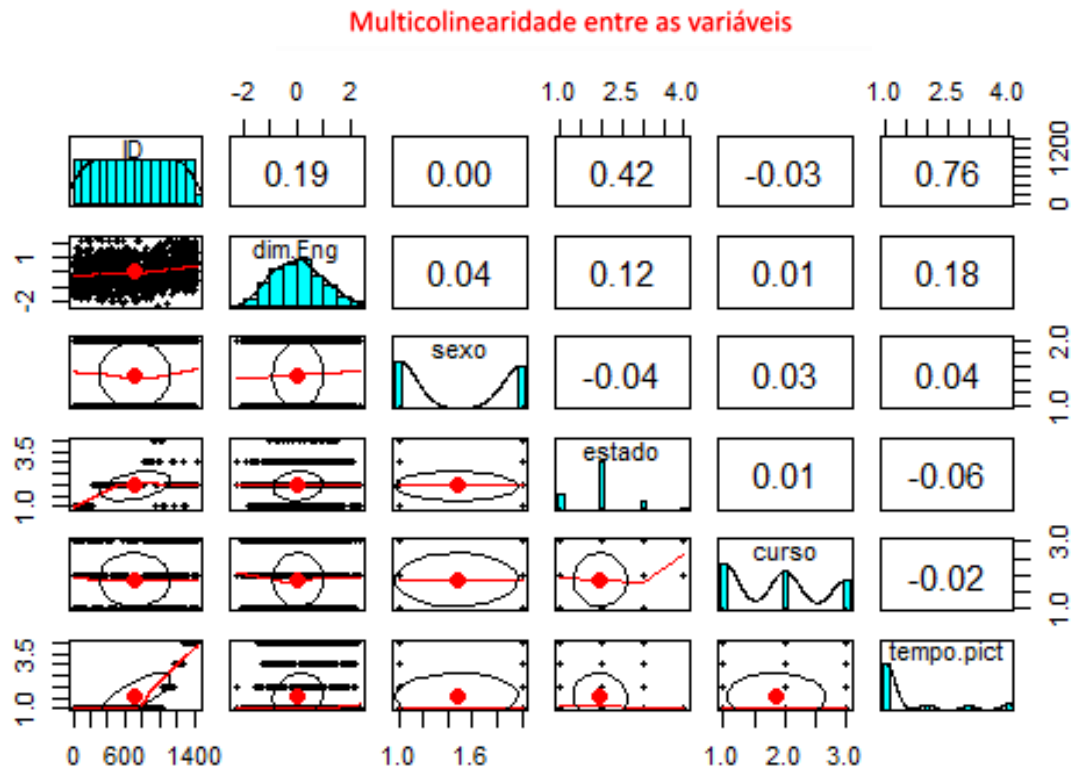 Multicolinearidade entre as variáveis
-2 0 2 1.0 2.5 4.0 1.0 2.5 4.0
ID 0.19 0.00 0.42 -0.03 0.76 0 1200
-2 1 dim.Eng 0.04 0.12 0.01 0.18
sexo -0.04 0.03 0.04 1.0 2.0
1.0 3.5 estado 0.01 -0.06
curso -0.02 1.0 3.0
1.0 3.5 tempo.pict
0 600 1400 1.0 1.6 1.0 2.0 3.0